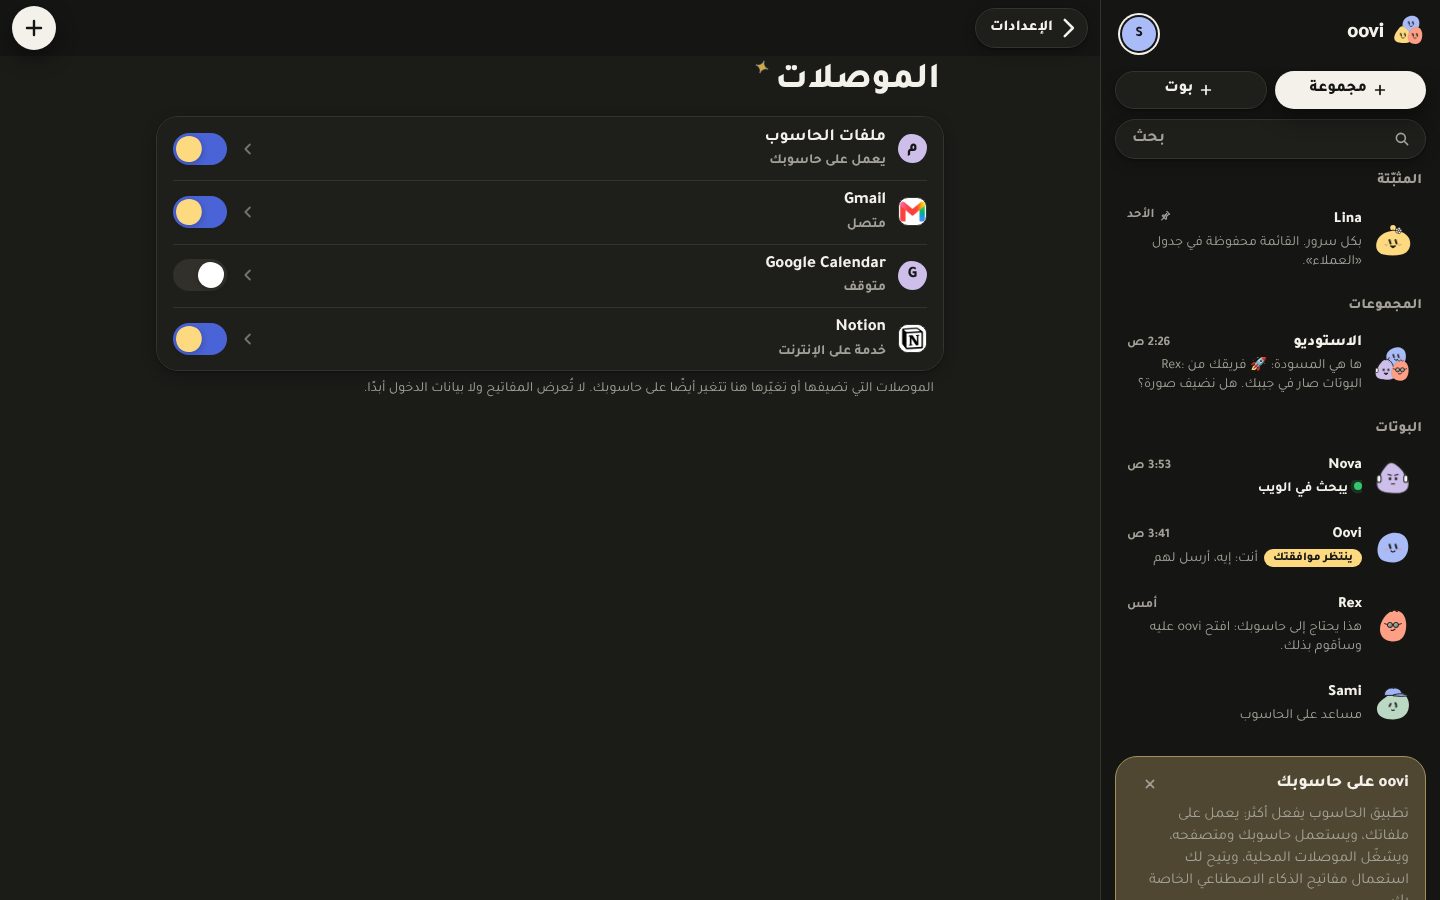 oovi
S
+ مجموعة
+ بوت
بحث
المثبّتة
Lina
الأحد
بكل سرور. القائمة محفوظة في جدول
«العملاء».
المجموعات
الاستوديو
2:26 ص
Rex: ها هي المسودة: 🚀 فريقك من
البوتات صار في جيبك. هل نضيف صورة؟
البوتات
Nova
3:53 ص
يبحث في الويب
Oovi
3:41 ص
ينتظر موافقتك
أنت: إيه، أرسل لهم
Rex
أمس
هذا يحتاج إلى حاسوبك: افتح oovi عليه
وسأقوم بذلك.
Sami
مساعد على الحاسوب
oovi على حاسوبك
تطبيق الحاسوب يفعل أكثر: يعمل على
ملفاتك، ويستعمل حاسوبك ومتصفحه،
ويشغّل الموصلات المحلية، ويتيح لك
استعمال مفاتيح الذكاء الاصطناعي الخاصة
الإعدادات
الموصلات
م
ملفات الحاسوب
يعمل على حاسوبك
Gmail
متصل
G
Google Calendar
متوقف
Notion
خدمة على الإنترنت
الموصلات التي تضيفها أو تغيّرها هنا تتغير أيضًا على حاسوبك. لا تُعرض المفاتيح ولا بيانات الدخول أبدًا.